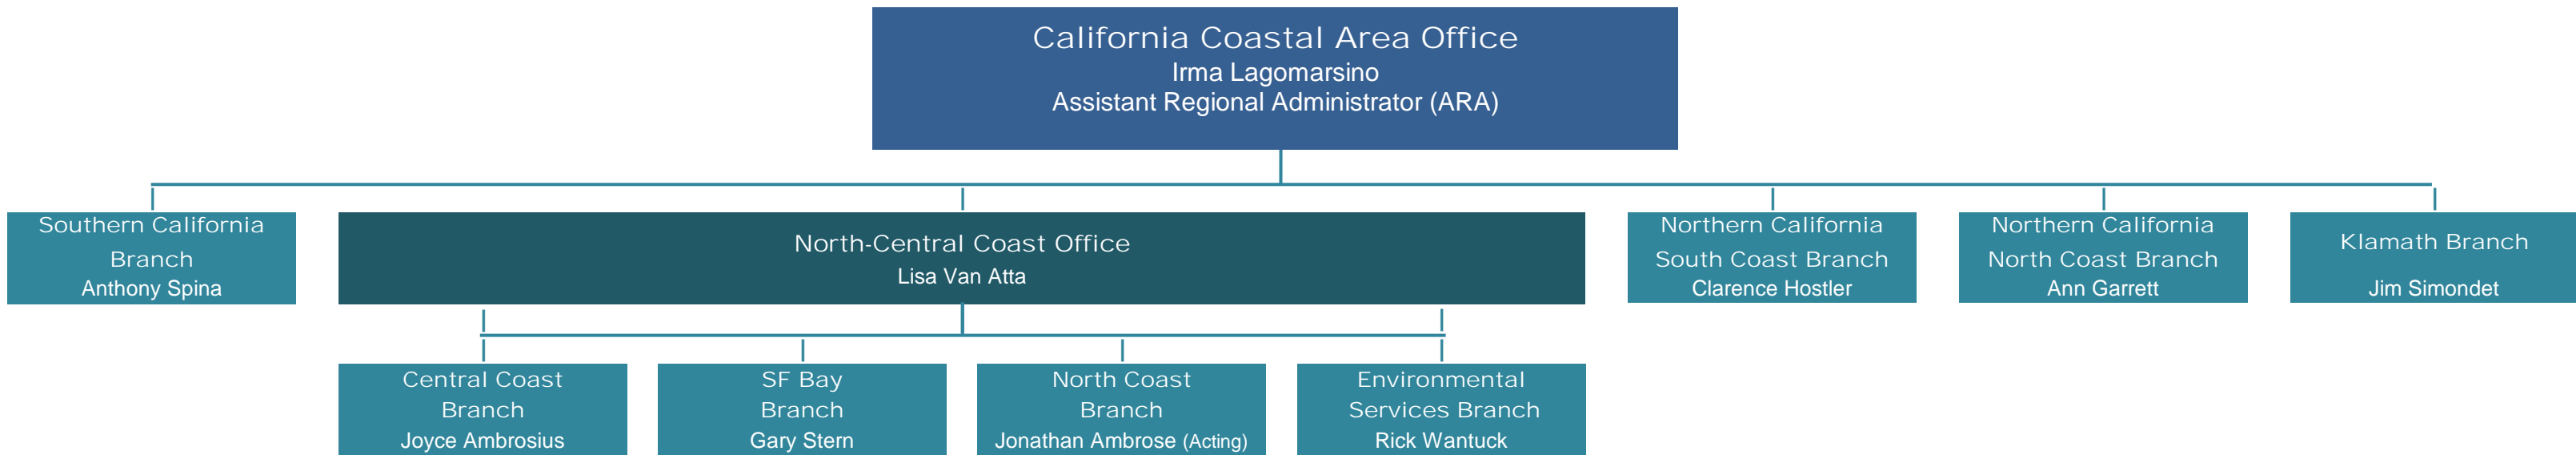 California Coastal Area Office
Irma Lagomarsino
Assistant Regional Administrator (ARA)
Southern California
Branch
Anthony Spina
North-Central Coast Office
Lisa Van Atta
Northern California
South Coast Branch
Clarence Hostler
Northern California
North Coast Branch
Ann Garrett
Klamath Branch
Jim Simondet
Central Coast
Branch
Joyce Ambrosius
SF Bay
Branch
Gary Stern
North Coast
Branch
Jonathan Ambrose (Acting)
Environmental
Services Branch
Rick Wantuck